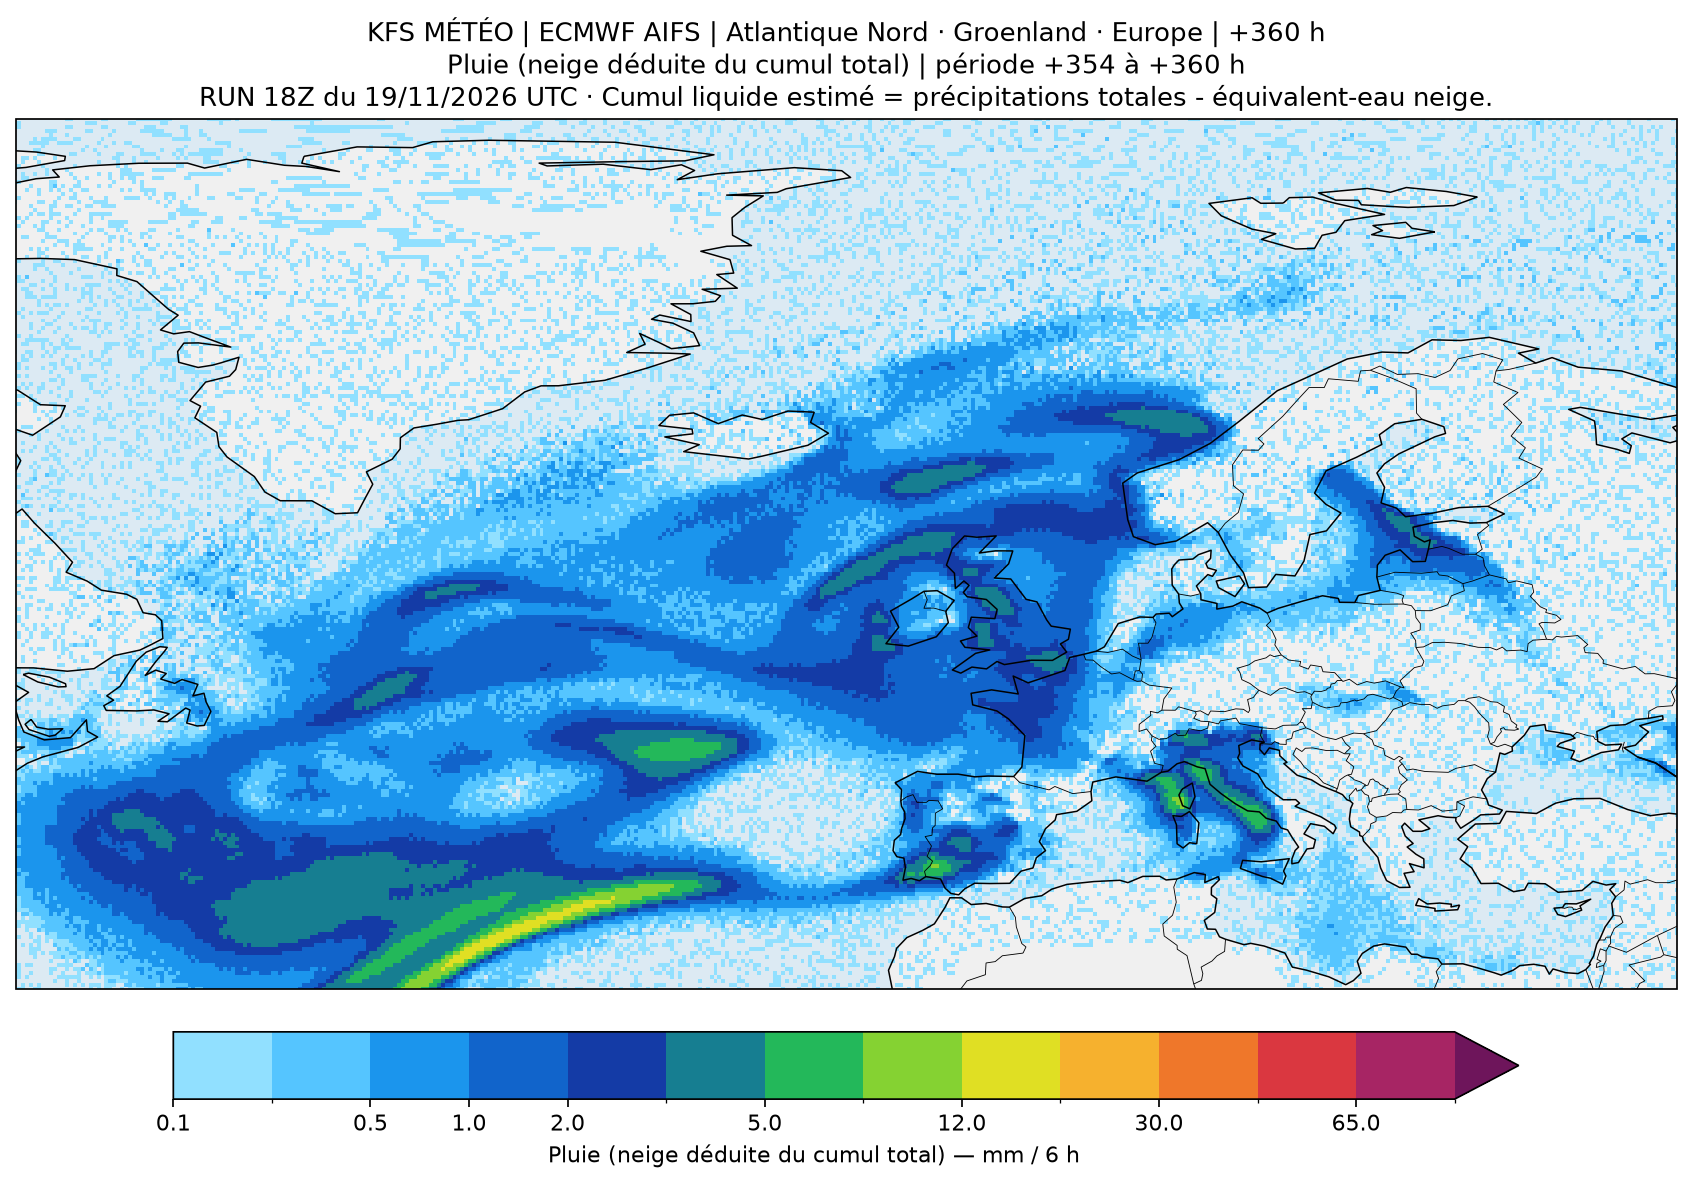 KFS MÉTÉO | ECMWF AIFS | Atlantique Nord · Groenland · Europe | +360 h
Pluie (neige déduite du cumul total) | période +354 à +360 h
RUN 18Z du 19/11/2026 UTC · Cumul liquide estimé = précipitations totales - équivalent-eau neige.
0.1 0.5 1.0 2.0 5.0 12.0 30.0 65.0
Pluie (neige déduite du cumul total) — mm / 6 h